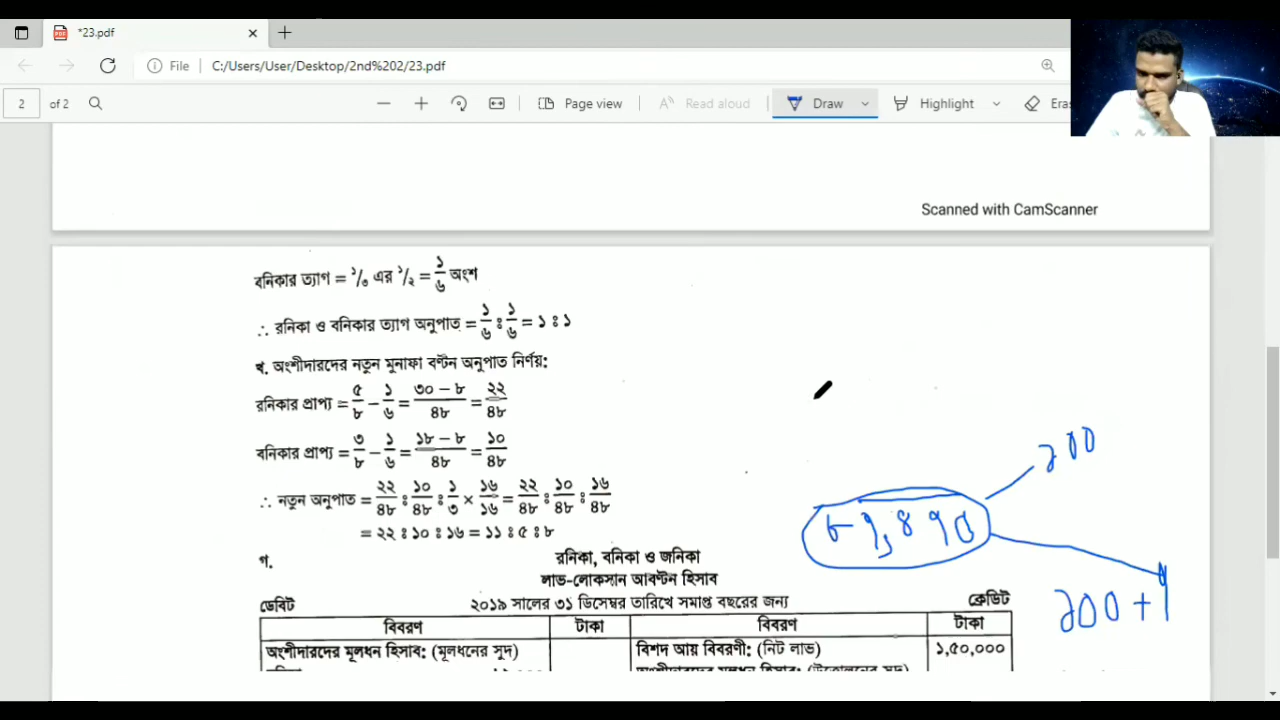 *23.pdf
File C:/Users/User/Desktop/2nd%202/23.pdf
2 of 2 Page view Read aloud Draw Highlight Eras
Scanned with CamScanner
বনিকার ত্যাগ = ১/৩ এর ১/২ = ১/৬ অংশ
∴ রনিকা ও বনিকার ত্যাগ অনুপাত = ১/৬ ঃ ১/৬ = ১ ঃ ১
খ. অংশীদারদের নতুন মুনাফা বণ্টন অনুপাত নির্ণয়:
রনিকার প্রাপ্য = ৫/৮ − ১/৬ = ৩০ − ৮/৪৮ = ২২/৪৮
বনিকার প্রাপ্য = ৩/৮ − ১/৬ = ১৮ − ৮/৪৮ = ১০/৪৮
∴ নতুন অনুপাত = ২২/৪৮ ঃ ১০/৪৮ ঃ ১/৩ × ১৬/১৬ = ২২/৪৮ ঃ ১০/৪৮ ঃ ১৬/৪৮
= ২২ ঃ ১০ ঃ ১৬ = ১১ ঃ ৫ ঃ ৮
১০০
১০০ +
গ.
রনিকা, বনিকা ও জনিকা
লাভ-লোকসান আবণ্টন হিসাব
ডেবিট ২০১৯ সালের ৩১ ডিসেম্বর তারিখে সমাপ্ত বছরের জন্য ক্রেডিট
বিবরণ টাকা বিবরণ টাকা
অংশীদারদের মূলধন হিসাব: (মূলধনের সুদ) বিশদ আয় বিবরণী: (নিট লাভ) ১,৫০,০০০